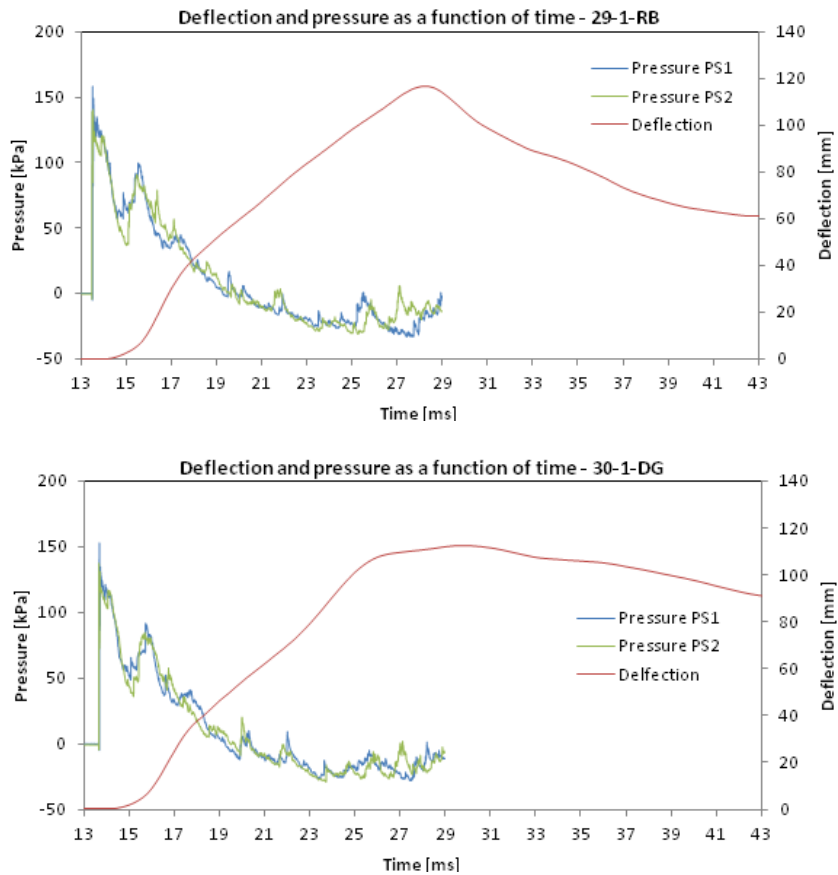 Deflection and pressure as a function of time - 29-1-RB
200
150
100
50
0
-50
Pressure [kPa]
140
120
100
80
60
40
20
0
Deflection [mm]
Pressure PS1
Pressure PS2
Deflection
13 15 17 19 21 23 25 27 29 31 33 35 37 39 41 43
Time [ms]
Deflection and pressure as a function of time - 30-1-DG
200
150
100
50
0
-50
Pressure [kPa]
140
120
100
80
60
40
20
0
Deflection [mm]
Pressure PS1
Pressure PS2
Delfection
13 15 17 19 21 23 25 27 29 31 33 35 37 39 41 43
Time [ms]